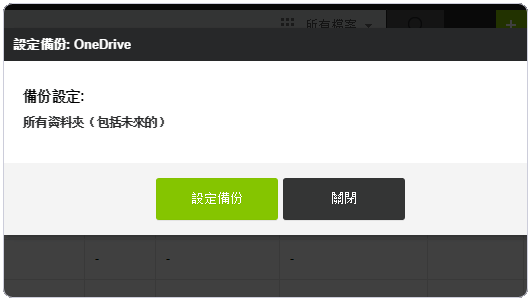 所有檔案
+
設定備份: OneDrive
備份設定:
所有資料夾（包括未來的）
設定備份
關閉
- - -